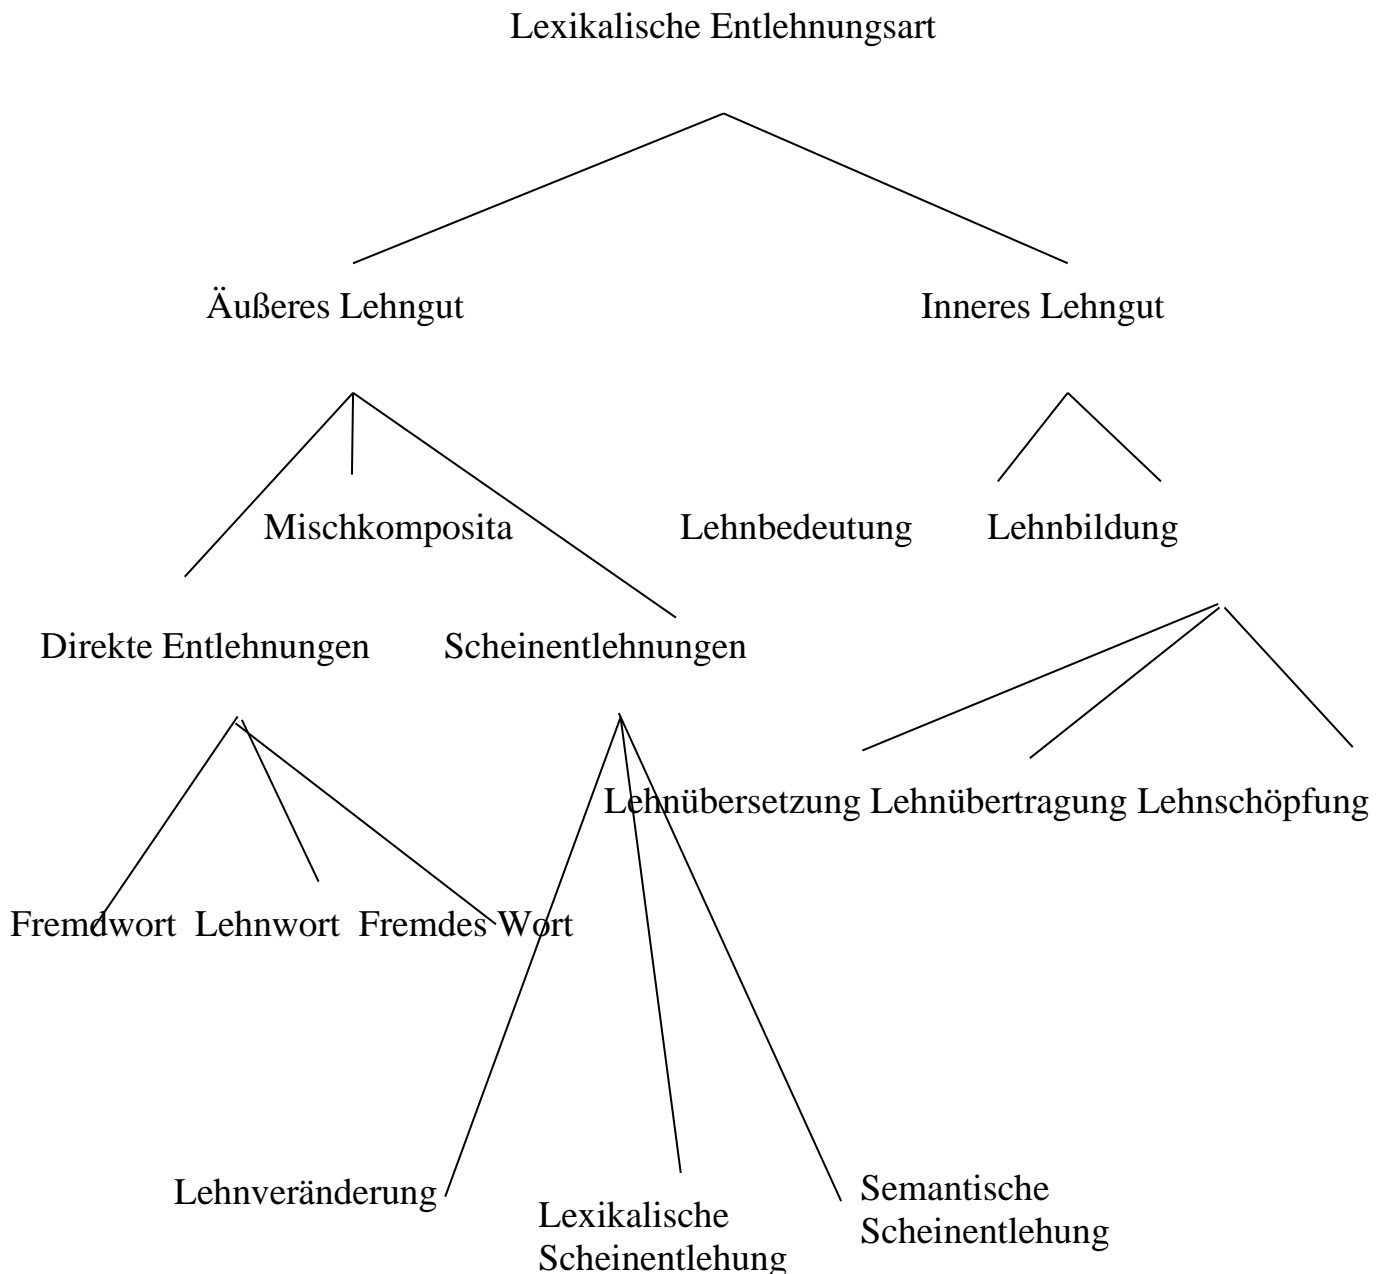 Lexikalische Entlehnungsart
Äußeres Lehngut Inneres Lehngut
Mischkomposita Lehnbedeutung Lehnbildung
Direkte Entlehnungen Scheinentlehnungen
Lehnübersetzung Lehnübertragung Lehnschöpfung
Fremdwort Lehnwort Fremdes Wort
Lehnveränderung
Lexikalische
Scheinentlehung
Semantische
Scheinentlehung